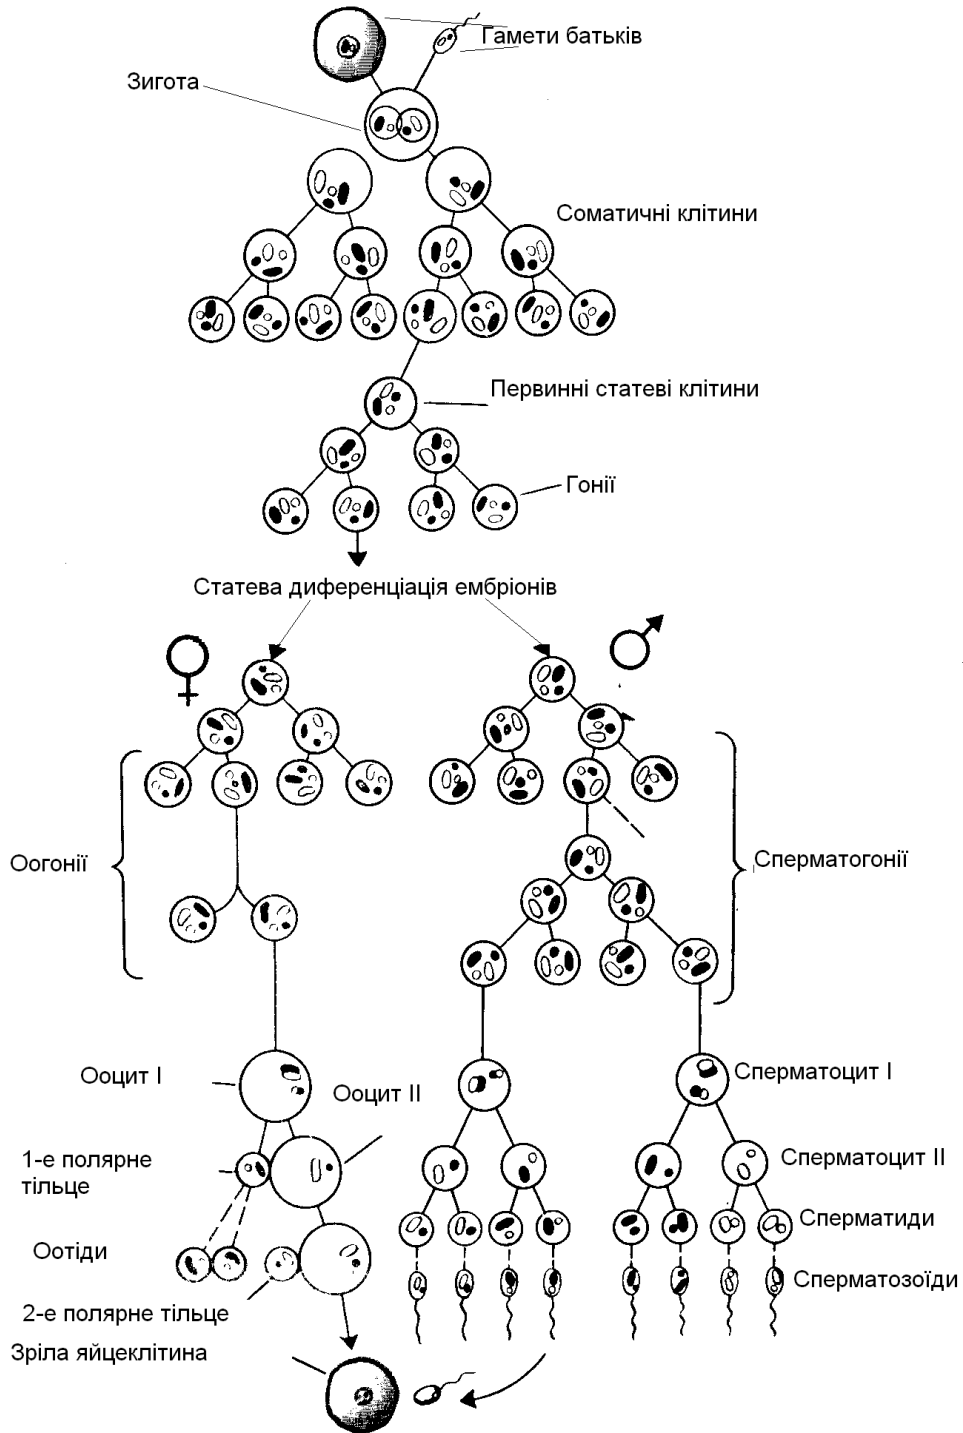 Гамети батьків
Зигота
Соматичні клітини
Первинні статеві клітини
Гонії
Статева диференціація ембріонів
Оогонії
Сперматогонії
Ооцит I
Ооцит II
Сперматоцит I
1-е полярне
тільце
Сперматоцит II
Сперматиди
Оотіди
Сперматозоїди
2-е полярне тільце
Зріла яйцеклітина